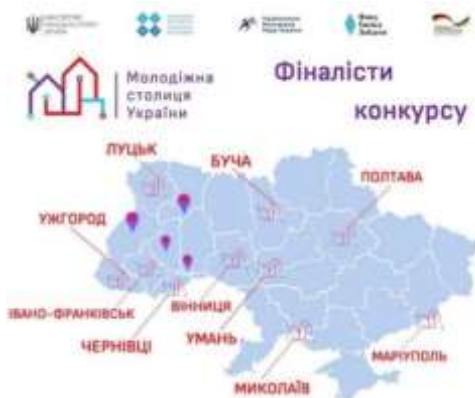 Молодіжна
столиця
України
Фіналісти
конкурсу
ЛУЦЬК
БУЧА
ПОЛТАВА
УЖГОРОД
ІВАНО-ФРАНКІВСЬК
ВІННИЦЯ
ЧЕРНІВЦІ
УМАНЬ
МАРІУПОЛЬ
МИКОЛАЇВ